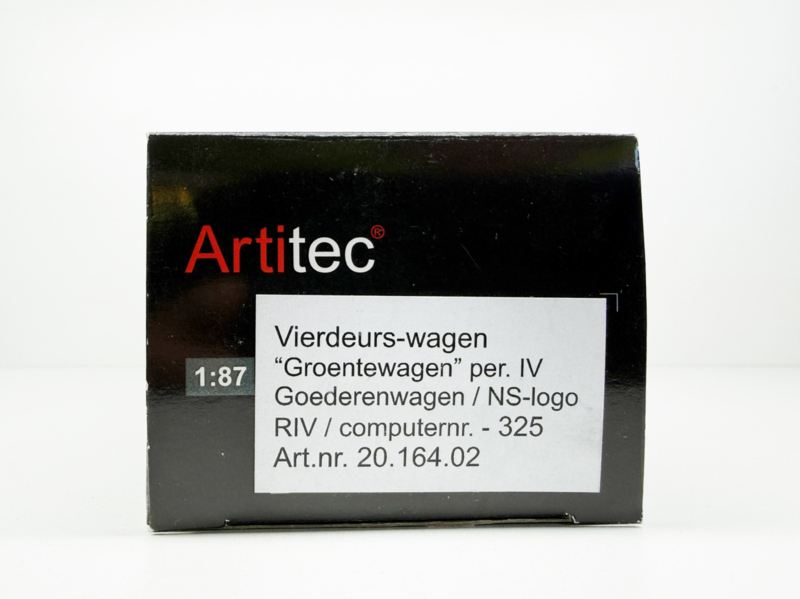 Artitec®
1:87
Vierdeurs-wagen
“Groentewagen” per. IV
Goederenwagen / NS-logo
RIV / computernr. - 325
Art.nr. 20.164.02